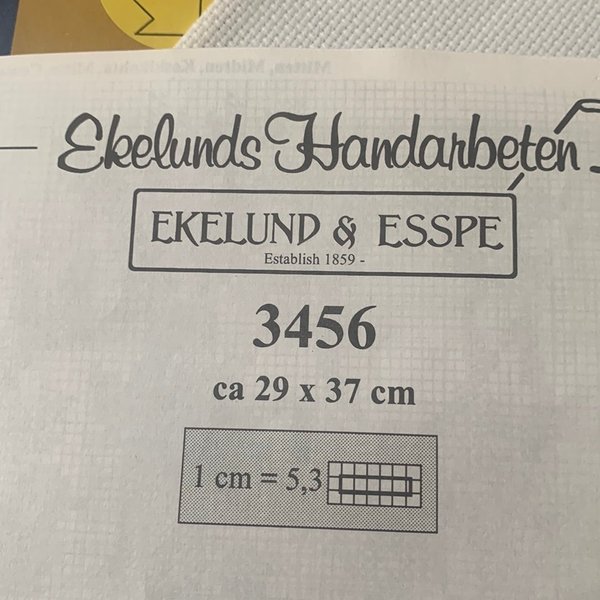 Ekelunds Handarbeten
EKELUND & ESSPE
Establish 1859 -
3456
ca 29 x 37 cm
1 cm = 5,3